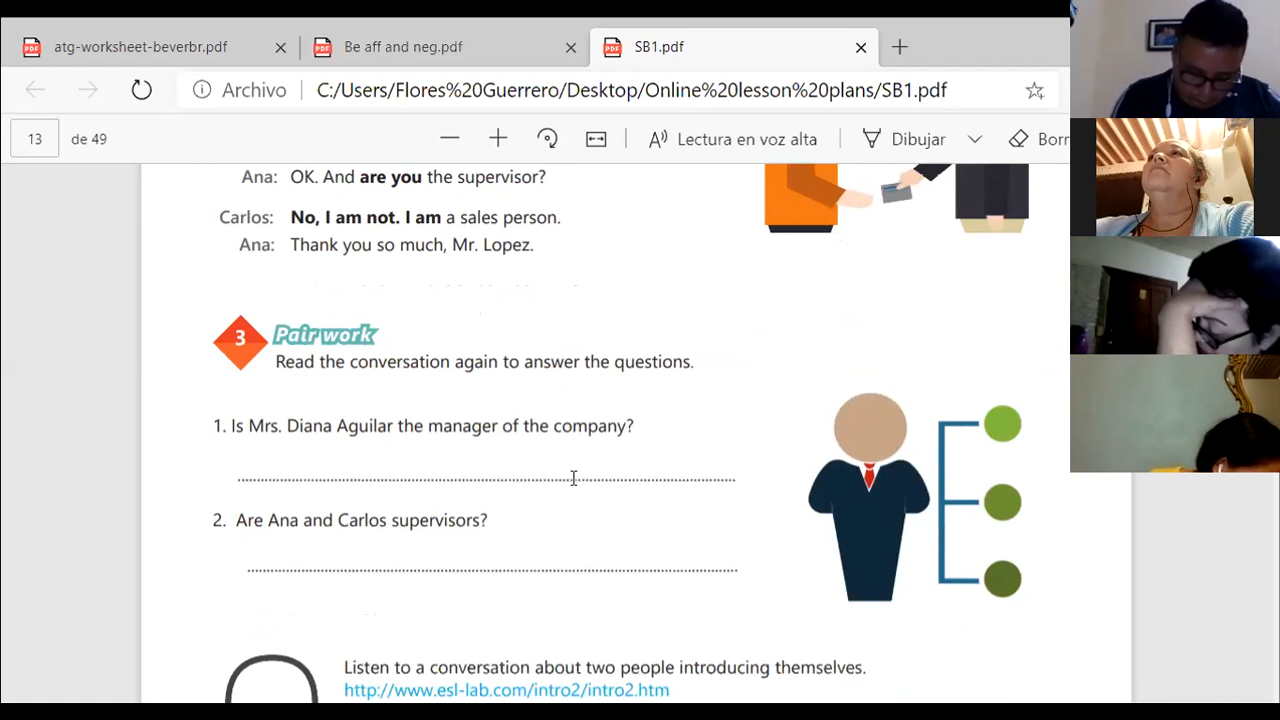 atg-worksheet-beverbr.pdf
Be aff and neg.pdf
SB1.pdf
Archivo
C:/Users/Flores%20Guerrero/Desktop/Online%20lesson%20plans/SB1.pdf
13 de 49
Lectura en voz alta
Dibujar
Borr
Ana: OK. And are you the supervisor?
Carlos: No, I am not. I am a sales person.
Ana: Thank you so much, Mr. Lopez.
3 Pair work
Read the conversation again to answer the questions.
1. Is Mrs. Diana Aguilar the manager of the company?
2. Are Ana and Carlos supervisors?
Listen to a conversation about two people introducing themselves.
http://www.esl-lab.com/intro2/intro2.htm